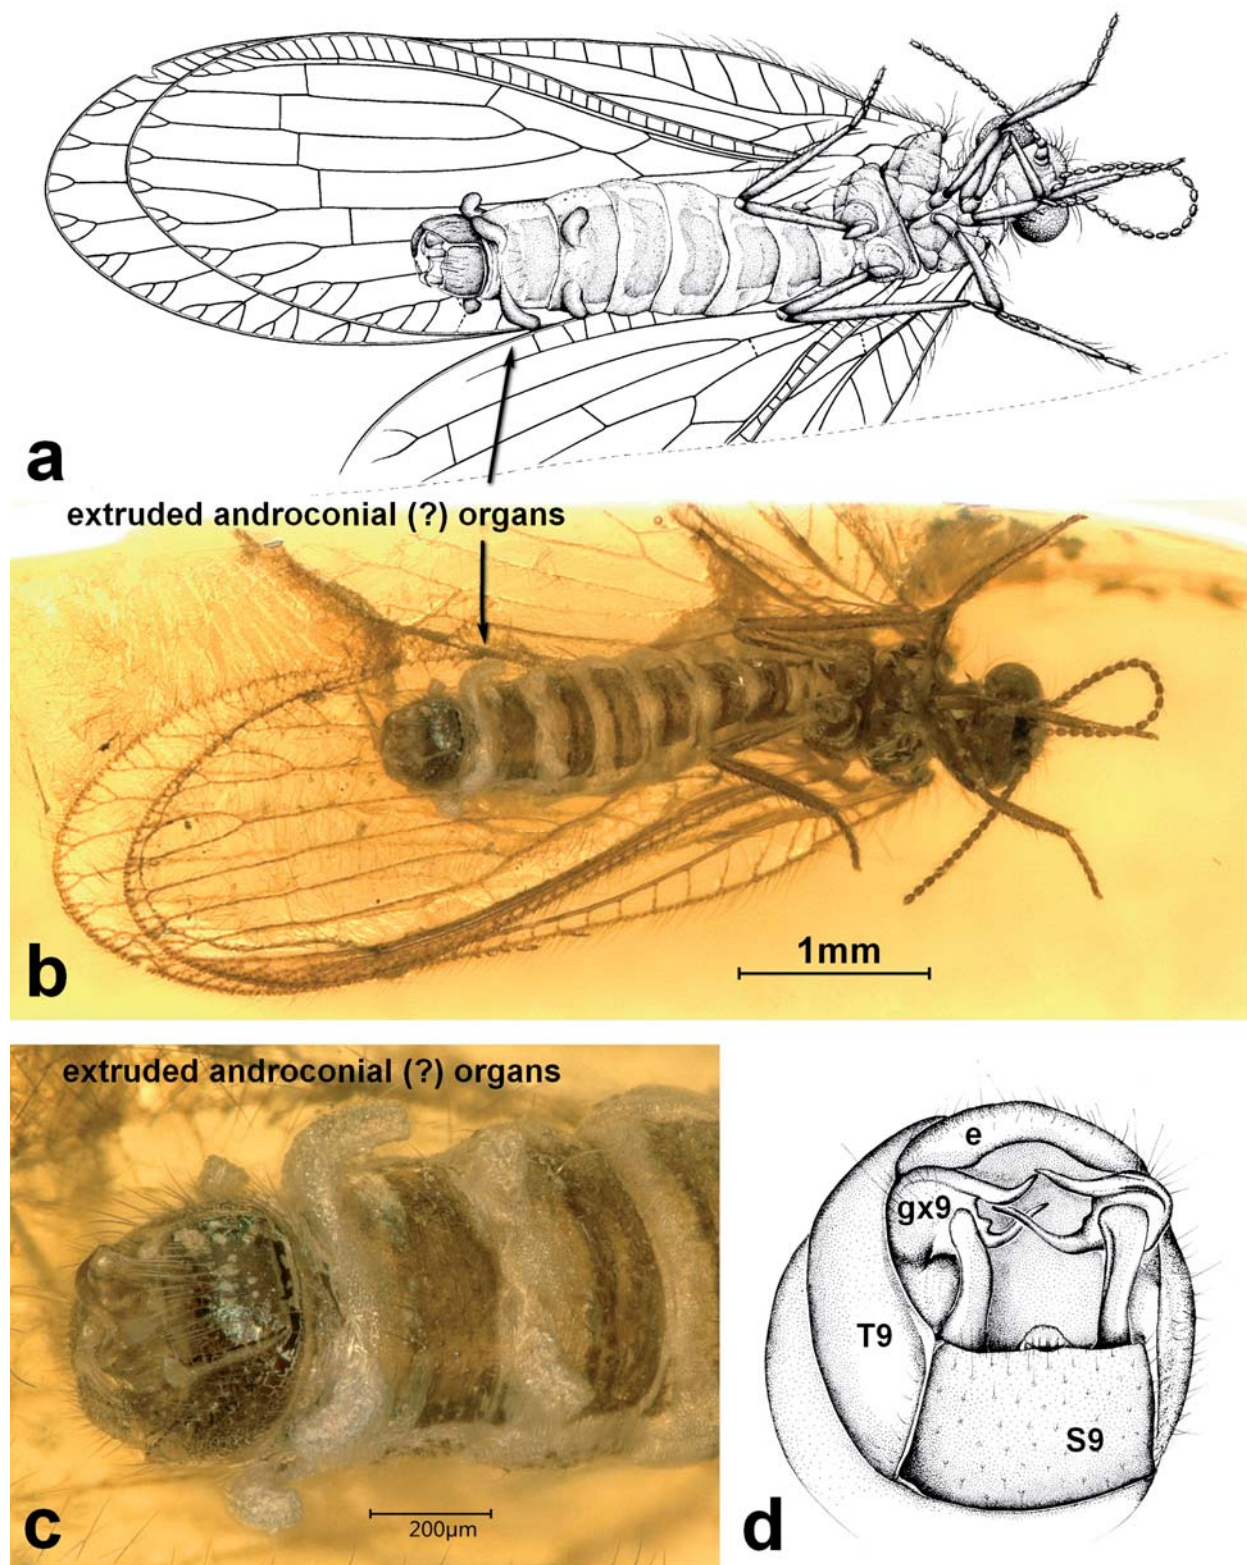 a
extruded androconial (?) organs
b
1mm
extruded androconial (?) organs
c
200µm
e
gx9
T9
S9
d